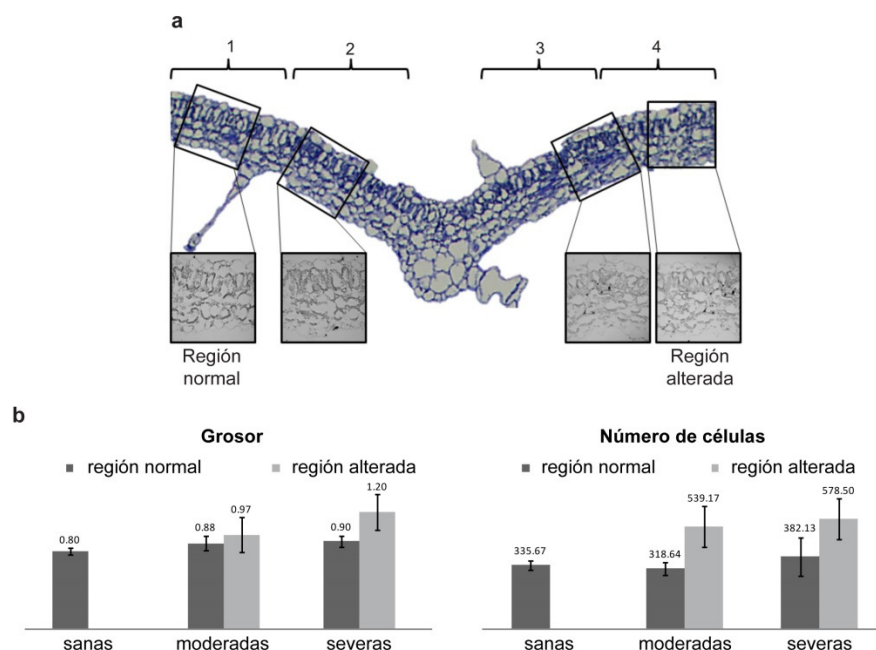 a
1 2 3 4
Región
normal
Región
alterada
b
Grosor
región normal región alterada
0.80 0.88 0.97 0.90 1.20
sanas moderadas severas
Número de células
región normal región alterada
335.67 318.64 539.17 382.13 578.50
sanas moderadas severas